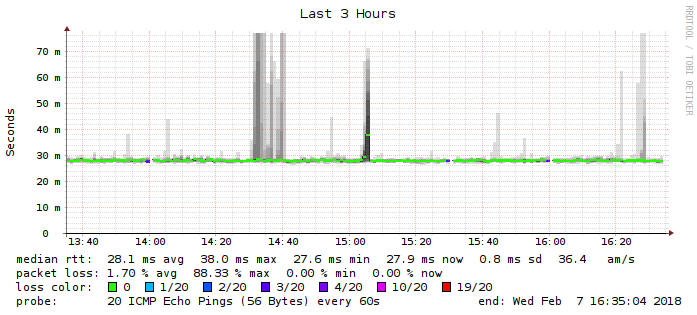 Last 3 Hours
RRDTOOL / TOBI OETIKER
Seconds
70 m
60 m
50 m
40 m
30 m
20 m
10 m
0
13:40 14:00 14:20 14:40 15:00 15:20 15:40 16:00 16:20
median rtt: 28.1 ms avg 38.0 ms max 27.6 ms min 27.9 ms now 0.8 ms sd 36.4 am/s
packet loss: 1.70 % avg 88.33 % max 0.00 % min 0.00 % now
loss color: 0 1/20 2/20 3/20 4/20 10/20 19/20
probe: 20 ICMP Echo Pings (56 Bytes) every 60s end: Wed Feb 7 16:35:04 2018